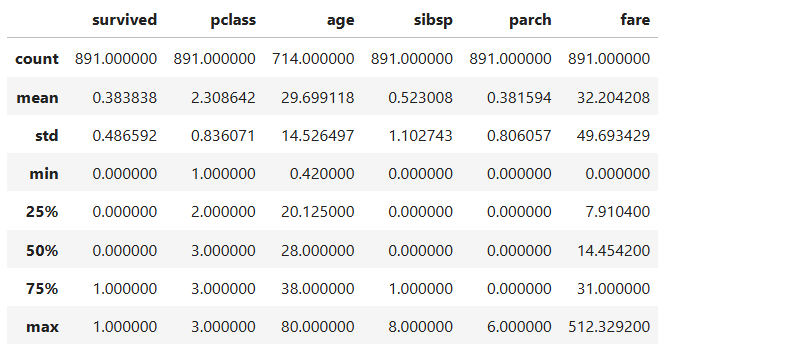 survived pclass age sibsp parch fare
count 891.000000 891.000000 714.000000 891.000000 891.000000 891.000000
mean 0.383838 2.308642 29.699118 0.523008 0.381594 32.204208
std 0.486592 0.836071 14.526497 1.102743 0.806057 49.693429
min 0.000000 1.000000 0.420000 0.000000 0.000000 0.000000
25% 0.000000 2.000000 20.125000 0.000000 0.000000 7.910400
50% 0.000000 3.000000 28.000000 0.000000 0.000000 14.454200
75% 1.000000 3.000000 38.000000 1.000000 0.000000 31.000000
max 1.000000 3.000000 80.000000 8.000000 6.000000 512.329200